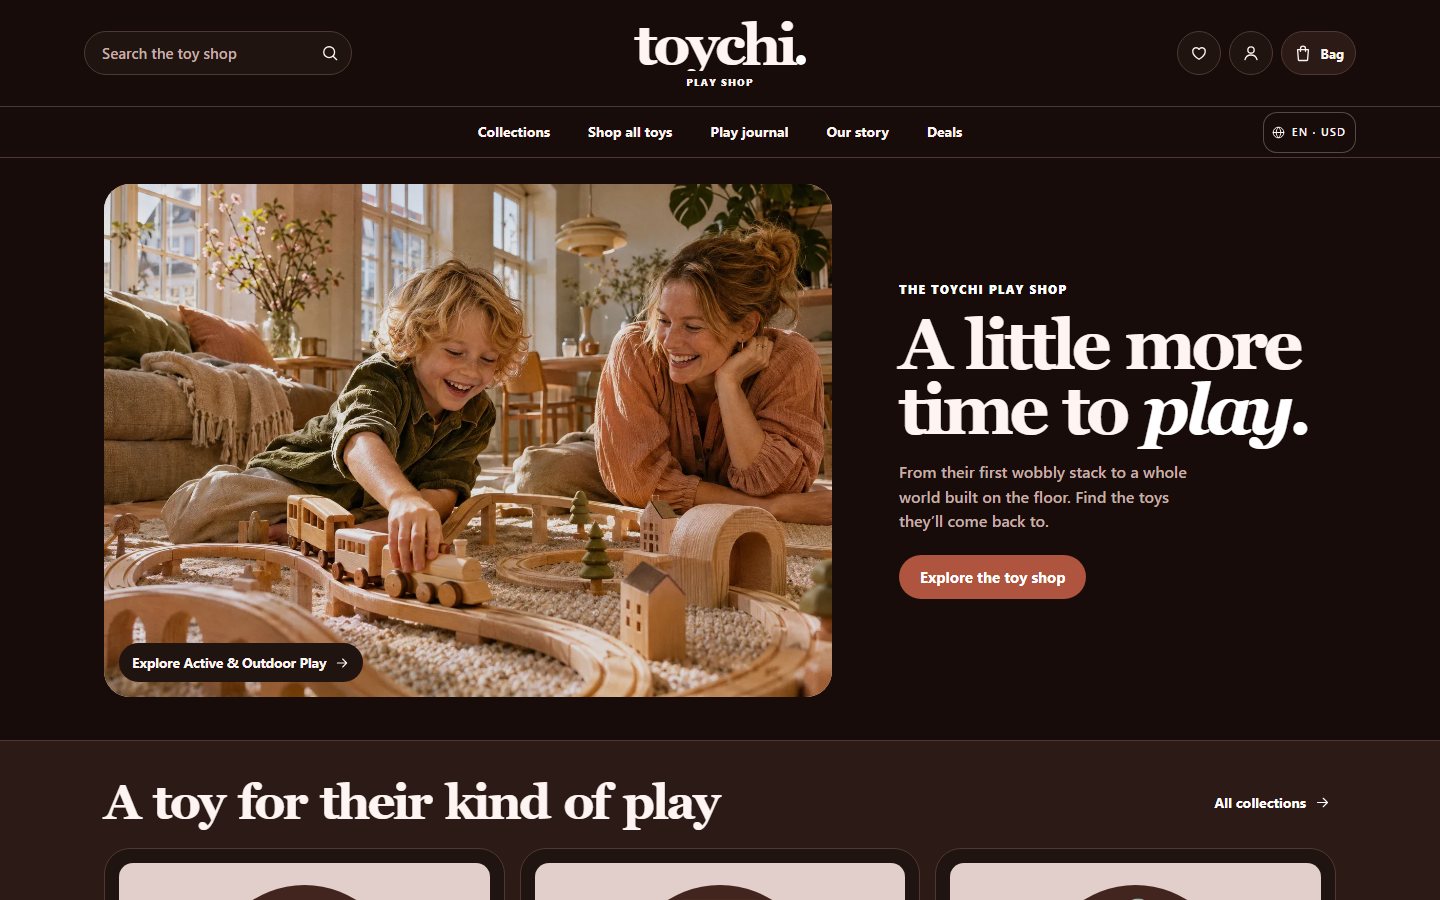 Search the toy shop
toychi.
PLAY SHOP
Bag
Collections
Shop all toys
Play journal
Our story
Deals
EN · USD
THE TOYCHI PLAY SHOP
A little more
time to play.
From their first wobbly stack to a whole
world built on the floor. Find the toys
they’ll come back to.
Explore the toy shop
Explore Active & Outdoor Play
A toy for their kind of play
All collections